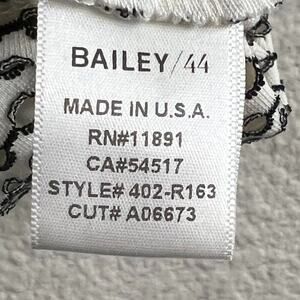 BAILEY/44
MADE IN U.S.A.
RN#11891
CA#54517
STYLE# 402-R163
CUT# A06673